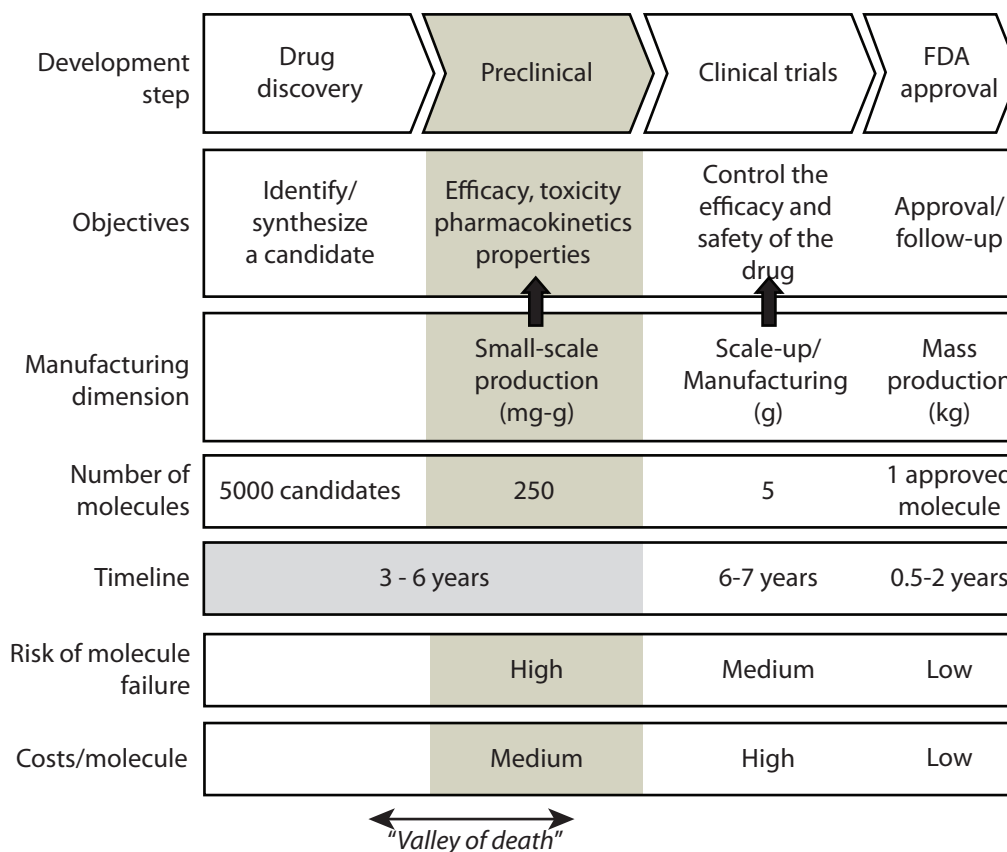 Development
step
Drug
discovery
Preclinical
Clinical trials
FDA
approval
Objectives
Identify/
synthesize
a candidate
Efficacy, toxicity
pharmacokinetics
properties
Control the
efficacy and
safety of the
drug
Approval/
follow-up
Manufacturing
dimension
Small-scale
production
(mg-g)
Scale-up/
Manufacturing
(g)
Mass
production
(kg)
Number of
molecules
5000 candidates
250
5
1 approved
molecule
Timeline
3 - 6 years
6-7 years
0.5-2 years
Risk of molecule
failure
High
Medium
Low
Costs/molecule
Medium
High
Low
"Valley of death"